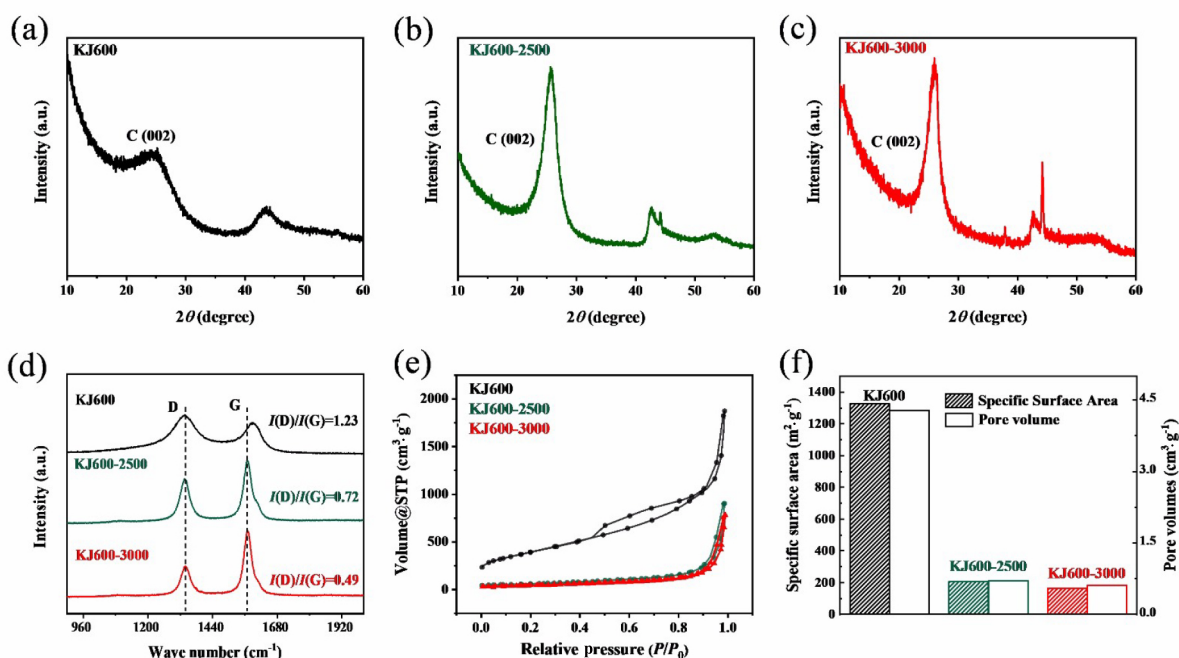 (a)
KJ600
C (002)
Intensity (a.u.)
10 20 30 40 50 60
2θ (degree)
(b)
KJ600-2500
C (002)
Intensity (a.u.)
10 20 30 40 50 60
2θ (degree)
(c)
KJ600-3000
C (002)
Intensity (a.u.)
10 20 30 40 50 60
2θ (degree)
(d)
D G
KJ600
I(D)/I(G)=1.23
KJ600-2500
I(D)/I(G)=0.72
KJ600-3000
I(D)/I(G)=0.49
Intensity (a.u)
960 1200 1440 1680 1920
Wave number (cm⁻¹)
(e)
KJ600
KJ600-2500
KJ600-3000
Volume@STP (cm³·g⁻¹)
2000
1500
1000
500
0
0.0 0.2 0.4 0.6 0.8 1.0
Relative pressure (P/P₀)
(f)
KJ600
Specific Surface Area
Pore volume
KJ600-2500
KJ600-3000
Specffic surface area (m²·g⁻¹)
1400
1200
1000
800
600
400
200
0
4.5
3.0
1.5
0.0
Pore volumes (cm³ g⁻¹)